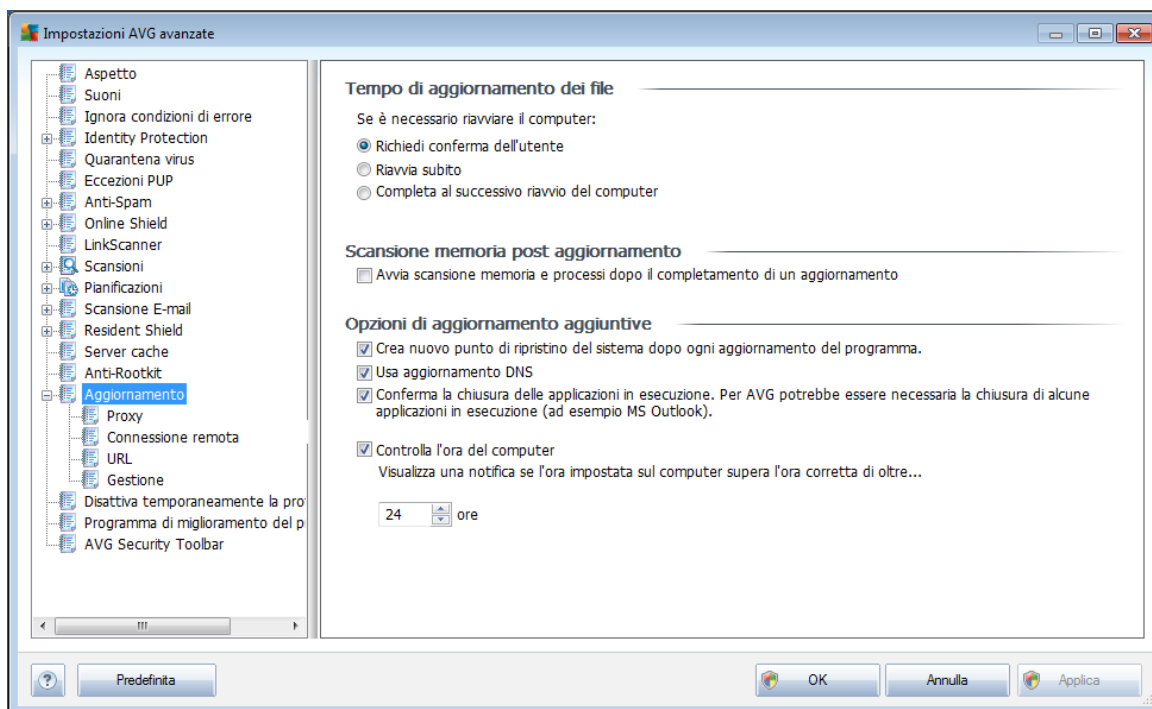 Impostazioni AVG avanzate
Aspetto
Suoni
Ignora condizioni di errore
Identity Protection
Quarantena virus
Eccezioni PUP
Anti-Spam
Online Shield
LinkScanner
Scansioni
Pianificazioni
Scansione E-mail
Resident Shield
Server cache
Anti-Rootkit
Aggiornamento
Proxy
Connessione remota
URL
Gestione
Disattiva temporaneamente la pro
Programma di miglioramento del p
AVG Security Toolbar
Tempo di aggiornamento dei file
Se è necessario riavviare il computer:
Richiedi conferma dell'utente
Riavvia subito
Completa al successivo riavvio del computer
Scansione memoria post aggiornamento
Avvia scansione memoria e processi dopo il completamento di un aggiornamento
Opzioni di aggiornamento aggiuntive
Crea nuovo punto di ripristino del sistema dopo ogni aggiornamento del programma.
Usa aggiornamento DNS
Conferma la chiusura delle applicazioni in esecuzione. Per AVG potrebbe essere necessaria la chiusura di alcune
applicazioni in esecuzione (ad esempio MS Outlook).
Controlla l'ora del computer
Visualizza una notifica se l'ora impostata sul computer supera l'ora corretta di oltre...
24 ore
? Predefinita OK Annulla Applica